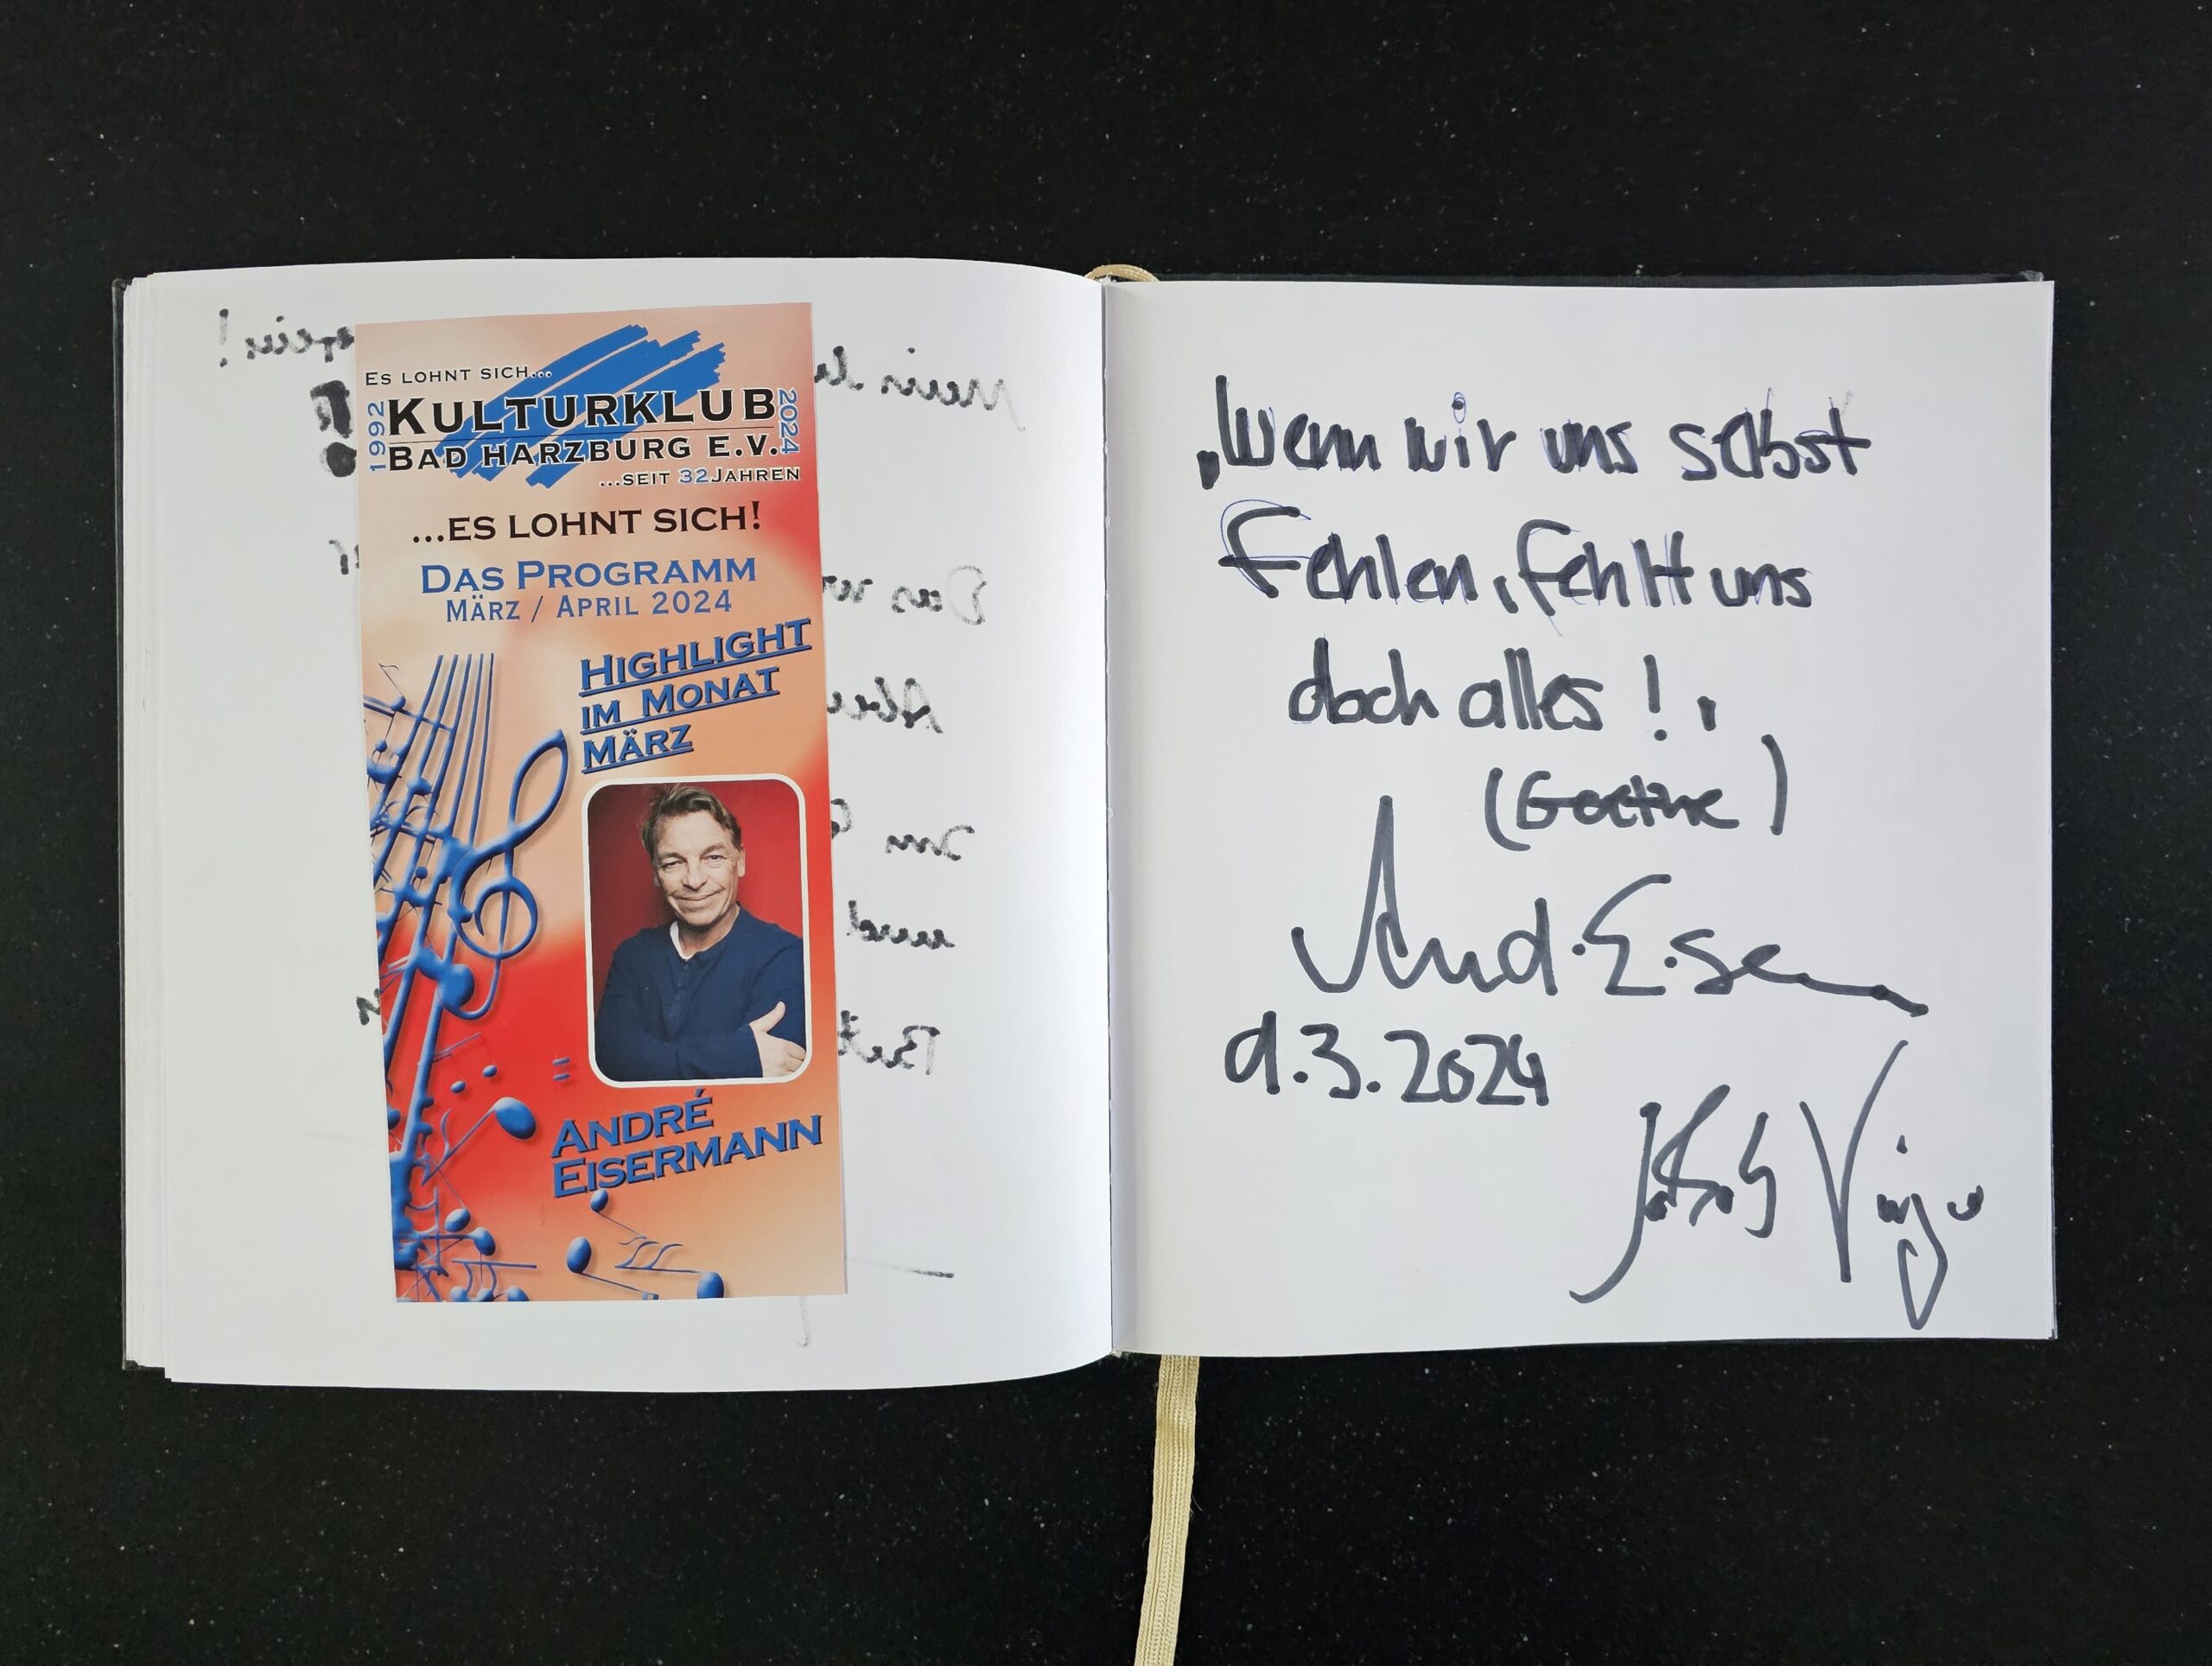 ES LOHNT SICH...
1992 KULTURKLUB 2024
BAD HARZBURG E.V.
...SEIT 32 JAHREN
...ES LOHNT SICH!
DAS PROGRAMM
MÄRZ / APRIL 2024
HIGHLIGHT
IM MONAT
MÄRZ
ANDRÉ
EISERMANN
„Wenn wir uns selbst
Fehlen, fehlt uns
doch alles!"
(Goethe)
9.3.2024